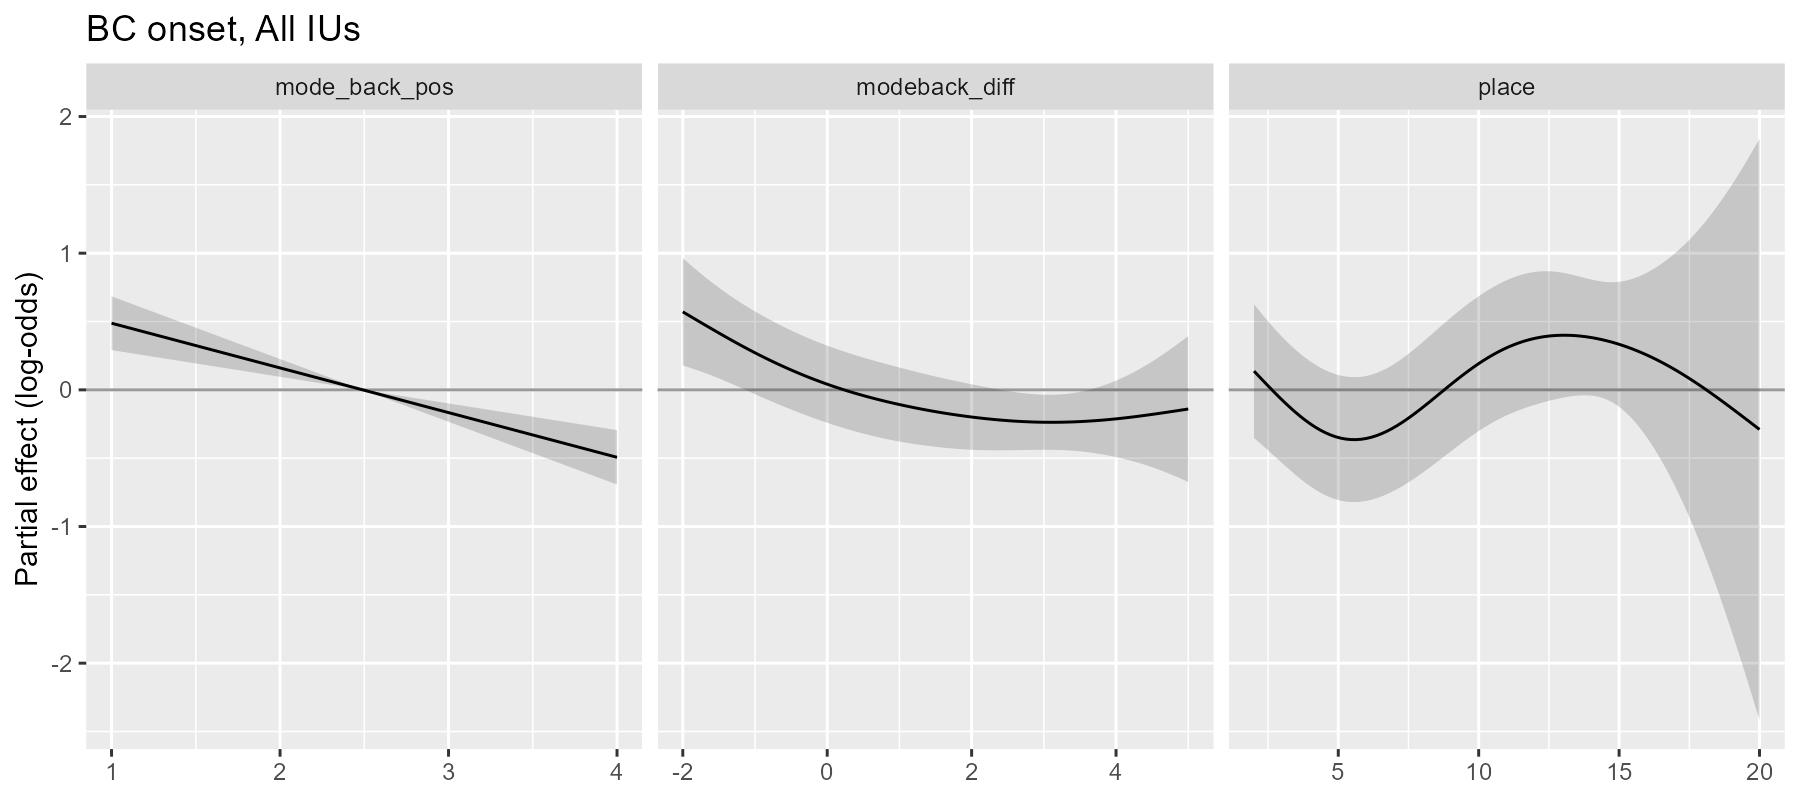 BC onset, All IUs
mode_back_pos
modeback_diff
place
Partial effect (log-odds)
2
1
0
-1
-2
1 2 3 4
-2 0 2 4
5 10 15 20